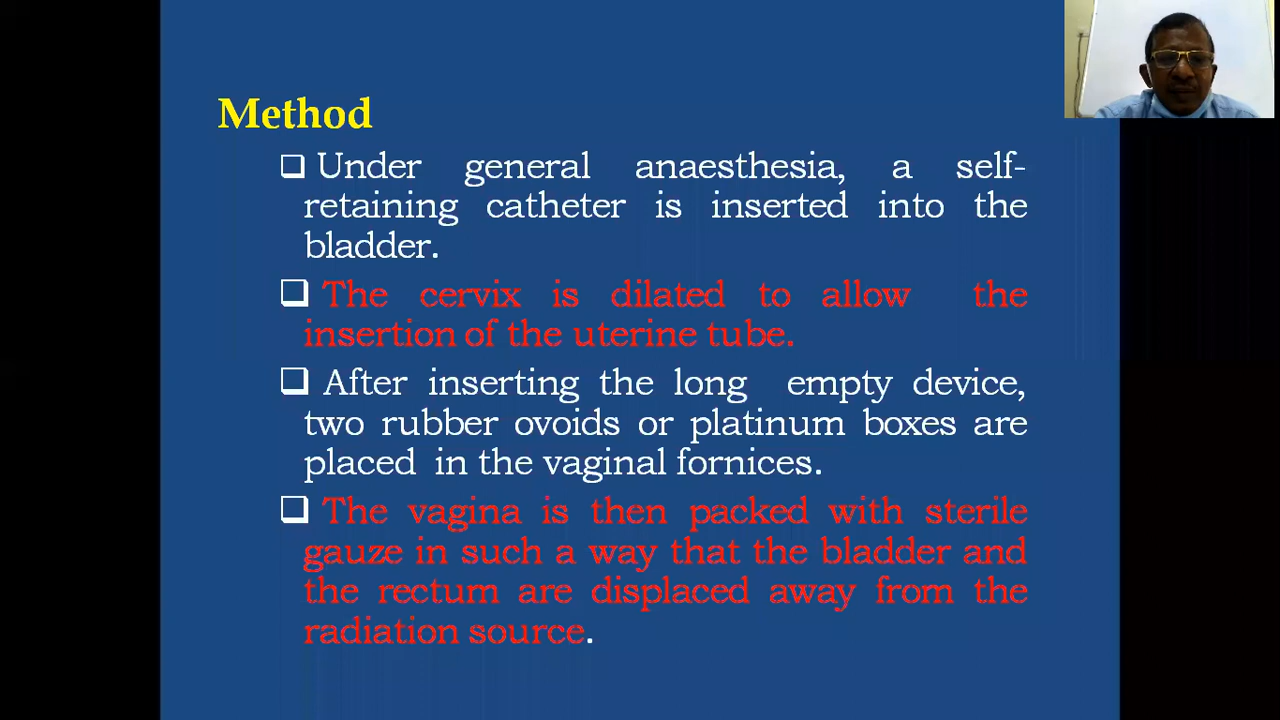 Method
Under general anaesthesia, a self-
retaining catheter is inserted into the
bladder.
The cervix is dilated to allow the
insertion of the uterine tube.
After inserting the long empty device,
two rubber ovoids or platinum boxes are
placed in the vaginal fornices.
The vagina is then packed with sterile
gauze in such a way that the bladder and
the rectum are displaced away from the
radiation source.